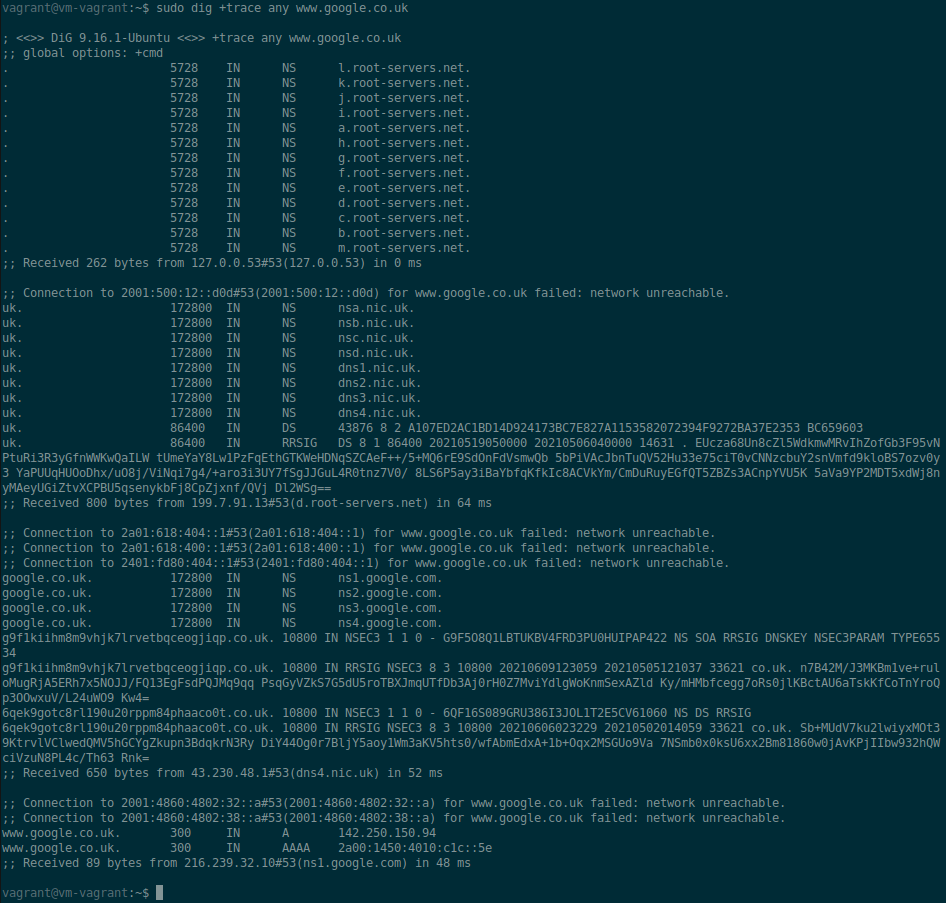 vagrant@vm-vagrant:~$ sudo dig +trace any www.google.co.uk

; <<>> DiG 9.16.1-Ubuntu <<>> +trace any www.google.co.uk
;; global options: +cmd
.			5728	IN	NS	l.root-servers.net.
.			5728	IN	NS	k.root-servers.net.
.			5728	IN	NS	j.root-servers.net.
.			5728	IN	NS	i.root-servers.net.
.			5728	IN	NS	a.root-servers.net.
.			5728	IN	NS	h.root-servers.net.
.			5728	IN	NS	g.root-servers.net.
.			5728	IN	NS	f.root-servers.net.
.			5728	IN	NS	e.root-servers.net.
.			5728	IN	NS	d.root-servers.net.
.			5728	IN	NS	c.root-servers.net.
.			5728	IN	NS	b.root-servers.net.
.			5728	IN	NS	m.root-servers.net.
;; Received 262 bytes from 127.0.0.53#53(127.0.0.53) in 0 ms

;; Connection to 2001:500:12::d0d#53(2001:500:12::d0d) for www.google.co.uk failed: network unreachable.
uk.			172800	IN	NS	nsa.nic.uk.
uk.			172800	IN	NS	nsb.nic.uk.
uk.			172800	IN	NS	nsc.nic.uk.
uk.			172800	IN	NS	nsd.nic.uk.
uk.			172800	IN	NS	dns1.nic.uk.
uk.			172800	IN	NS	dns2.nic.uk.
uk.			172800	IN	NS	dns3.nic.uk.
uk.			172800	IN	NS	dns4.nic.uk.
uk.			86400	IN	DS	43876 8 2 A107ED2AC1BD14D924173BC7E827A1153582072394F9272BA37E2353 BC659603
uk.			86400	IN	RRSIG	DS 8 1 86400 20210519050000 20210506040000 14631 . EUcza68Un8cZl5WdkmwMRvIhZofGb3F95vN
PtuRi3R3yGfnWWKwQaILW tUmeYaY8Lw1PzFqEthGTKWeHDNqSZCAeF++/5+MQ6rE9SdOnFdVsmwQb 5bPiVAcJbnTuQV52Hu33e75ciT0vCNNzcbuY2snVmfd9kloBS7ozv0y
3 YaPUUqHUOoDhx/uO8j/ViNqi7g4/+aro3i3UY7fSgJJGuL4R0tnz7V0/ 8LS6P5ay3iBaYbfqKfkIc8ACVkYm/CmDuRuyEGfQT5ZBZs3ACnpYVU5K 5aVa9YP2MDT5xdWj8n
yMAeyUGiZtvXCPBU5qsenykbFj8CpZjxnf/QVj Dl2WSg==
;; Received 800 bytes from 199.7.91.13#53(d.root-servers.net) in 64 ms

;; Connection to 2a01:618:404::1#53(2a01:618:404::1) for www.google.co.uk failed: network unreachable.
;; Connection to 2a01:618:400::1#53(2a01:618:400::1) for www.google.co.uk failed: network unreachable.
;; Connection to 2401:fd80:404::1#53(2401:fd80:404::1) for www.google.co.uk failed: network unreachable.
google.co.uk.		172800	IN	NS	ns1.google.com.
google.co.uk.		172800	IN	NS	ns2.google.com.
google.co.uk.		172800	IN	NS	ns3.google.com.
google.co.uk.		172800	IN	NS	ns4.google.com.
g9f1kiihm8m9vhjk7lrvetbqceogjiqp.co.uk. 10800 IN NSEC3 1 1 0 - G9F5O8Q1LBTUKBV4FRD3PU0HUIPAP422 NS SOA RRSIG DNSKEY NSEC3PARAM TYPE655
34
g9f1kiihm8m9vhjk7lrvetbqceogjiqp.co.uk. 10800 IN RRSIG NSEC3 8 3 10800 20210609123059 20210505121037 33621 co.uk. n7B42M/J3MKBm1ve+rul
oMugRjA5ERh7x5NOJJ/FQ13EgFsdPQJMq9qq PsqGyVZkS7G5dU5roTBXJmqUTfDb3Aj0rH0Z7MviYdlgWoKnmSexAZld Ky/mHMbfcegg7oRs0jlKBctAU6aTskKfCoTnYroQ
p3OOwxuV/L24uWO9 Kw4=
6qek9gotc8rl190u20rppm84phaaco0t.co.uk. 10800 IN NSEC3 1 1 0 - 6QF16S089GRU386I3JOL1T2E5CV61060 NS DS RRSIG
6qek9gotc8rl190u20rppm84phaaco0t.co.uk. 10800 IN RRSIG NSEC3 8 3 10800 20210606023229 20210502014059 33621 co.uk. Sb+MUdV7ku2lwiyxMOt3
9KtrvlVClwedQMV5hGCYgZkupn3BdqkrN3Ry DiY44Og0r7BljY5aoy1Wm3aKV5hts0/wfAbmEdxA+1b+Oqx2MSGUo9Va 7NSmb0x0ksU6xx2Bm81860w0jAvKPjIIbw932hQW
ciVzuN8PL4c/Th63 Rnk=
;; Received 650 bytes from 43.230.48.1#53(dns4.nic.uk) in 52 ms

;; Connection to 2001:4860:4802:32::a#53(2001:4860:4802:32::a) for www.google.co.uk failed: network unreachable.
;; Connection to 2001:4860:4802:38::a#53(2001:4860:4802:38::a) for www.google.co.uk failed: network unreachable.
www.google.co.uk.	300	IN	A	142.250.150.94
www.google.co.uk.	300	IN	AAAA	2a00:1450:4010:c1c::5e
;; Received 89 bytes from 216.239.32.10#53(ns1.google.com) in 48 ms

vagrant@vm-vagrant:~$